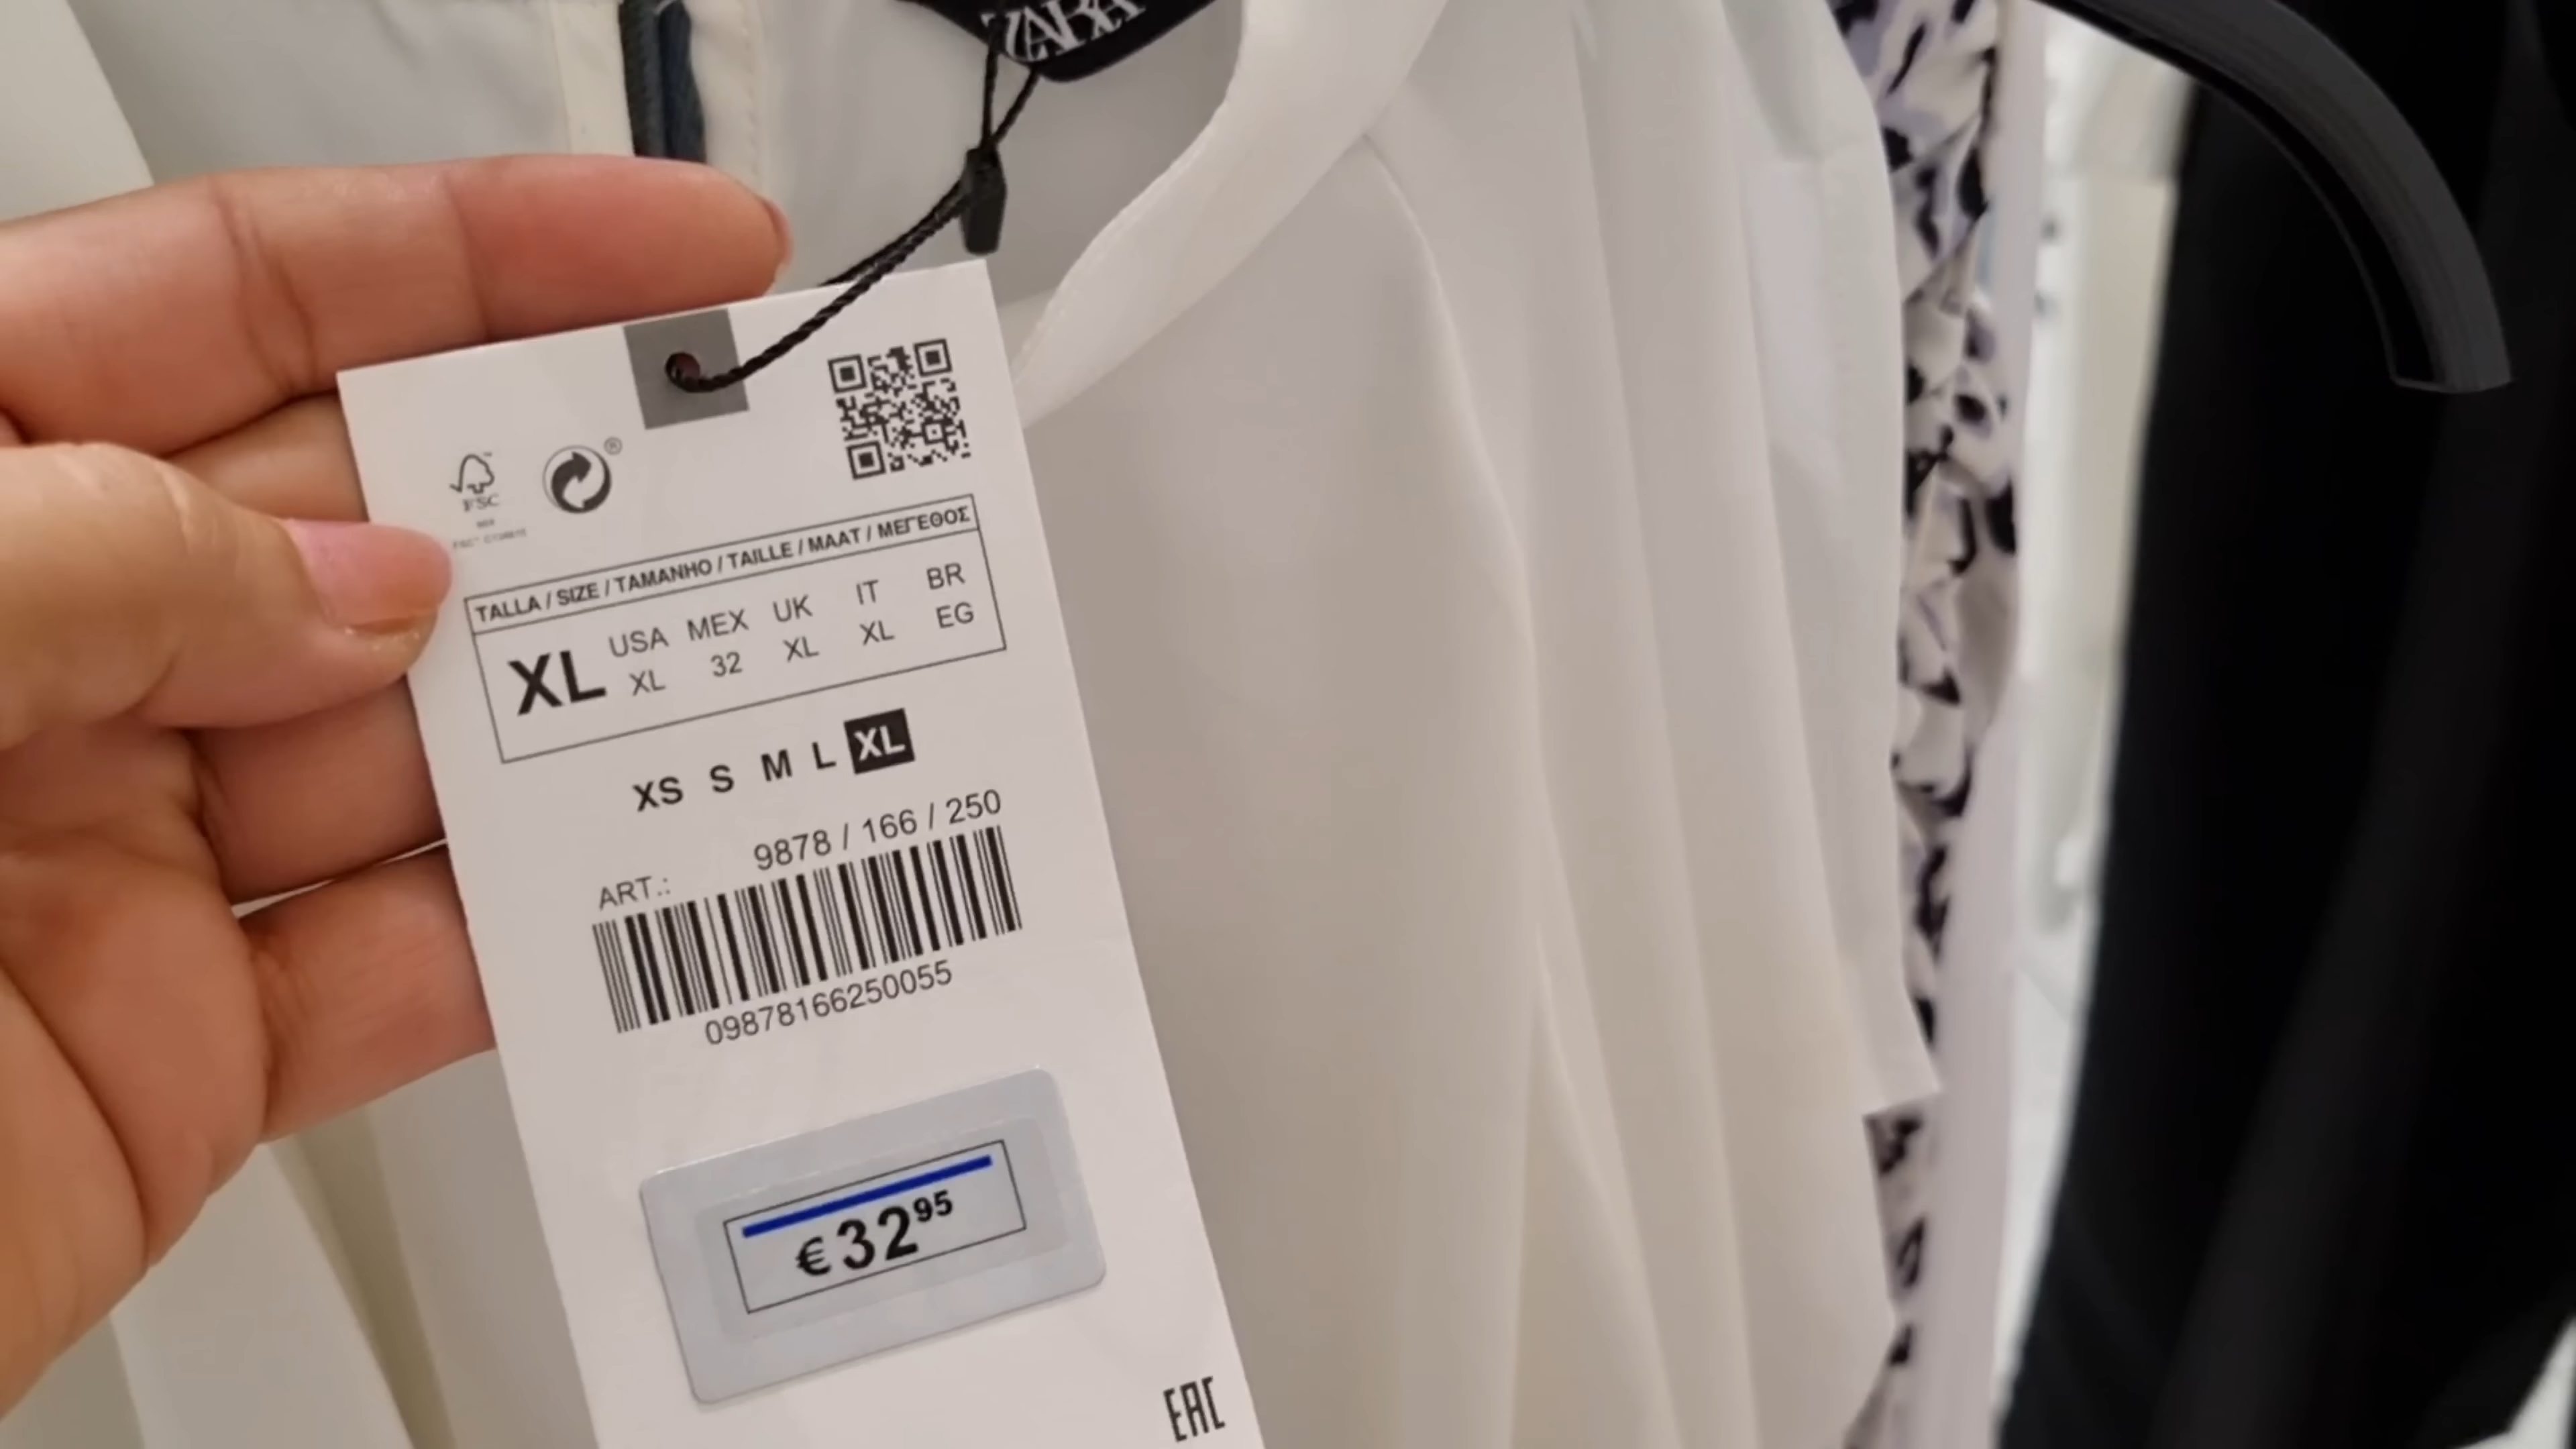 ZARA
FSC
®
TALLA / SIZE / TAMANHO / TAILLE / MAAT / ΜΕΓΕΘΟΣ
XL USA MEX UK IT BR
XL 32 XL XL EG
XS S M L XL
9878 / 166 / 250
ART.:
09878166250055
€ 32⁹⁵
EAC